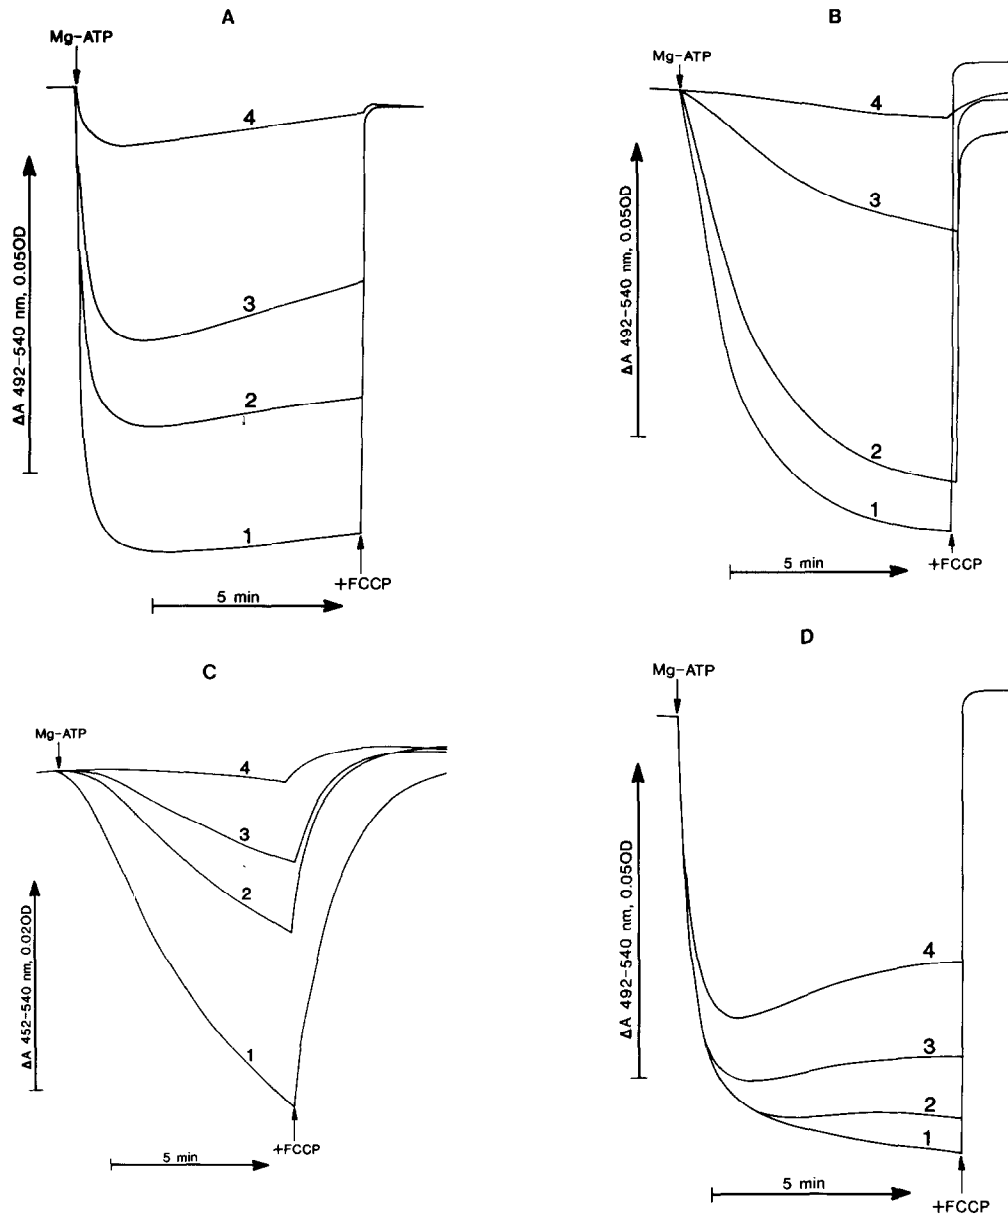 A
Mg-ATP
4
3
2
1
ΔA 492-540 nm, 0.05OD
+FCCP
5 min
B
Mg-ATP
4
3
2
1
ΔA 492-540 nm, 0.05OD
5 min
+FCCP
C
Mg-ATP
4
3
2
1
ΔA 452-540 nm, 0.02OD
5 min
+FCCP
D
Mg-ATP
4
3
2
1
ΔA 492-540 nm, 0.05OD
5 min
+FCCP